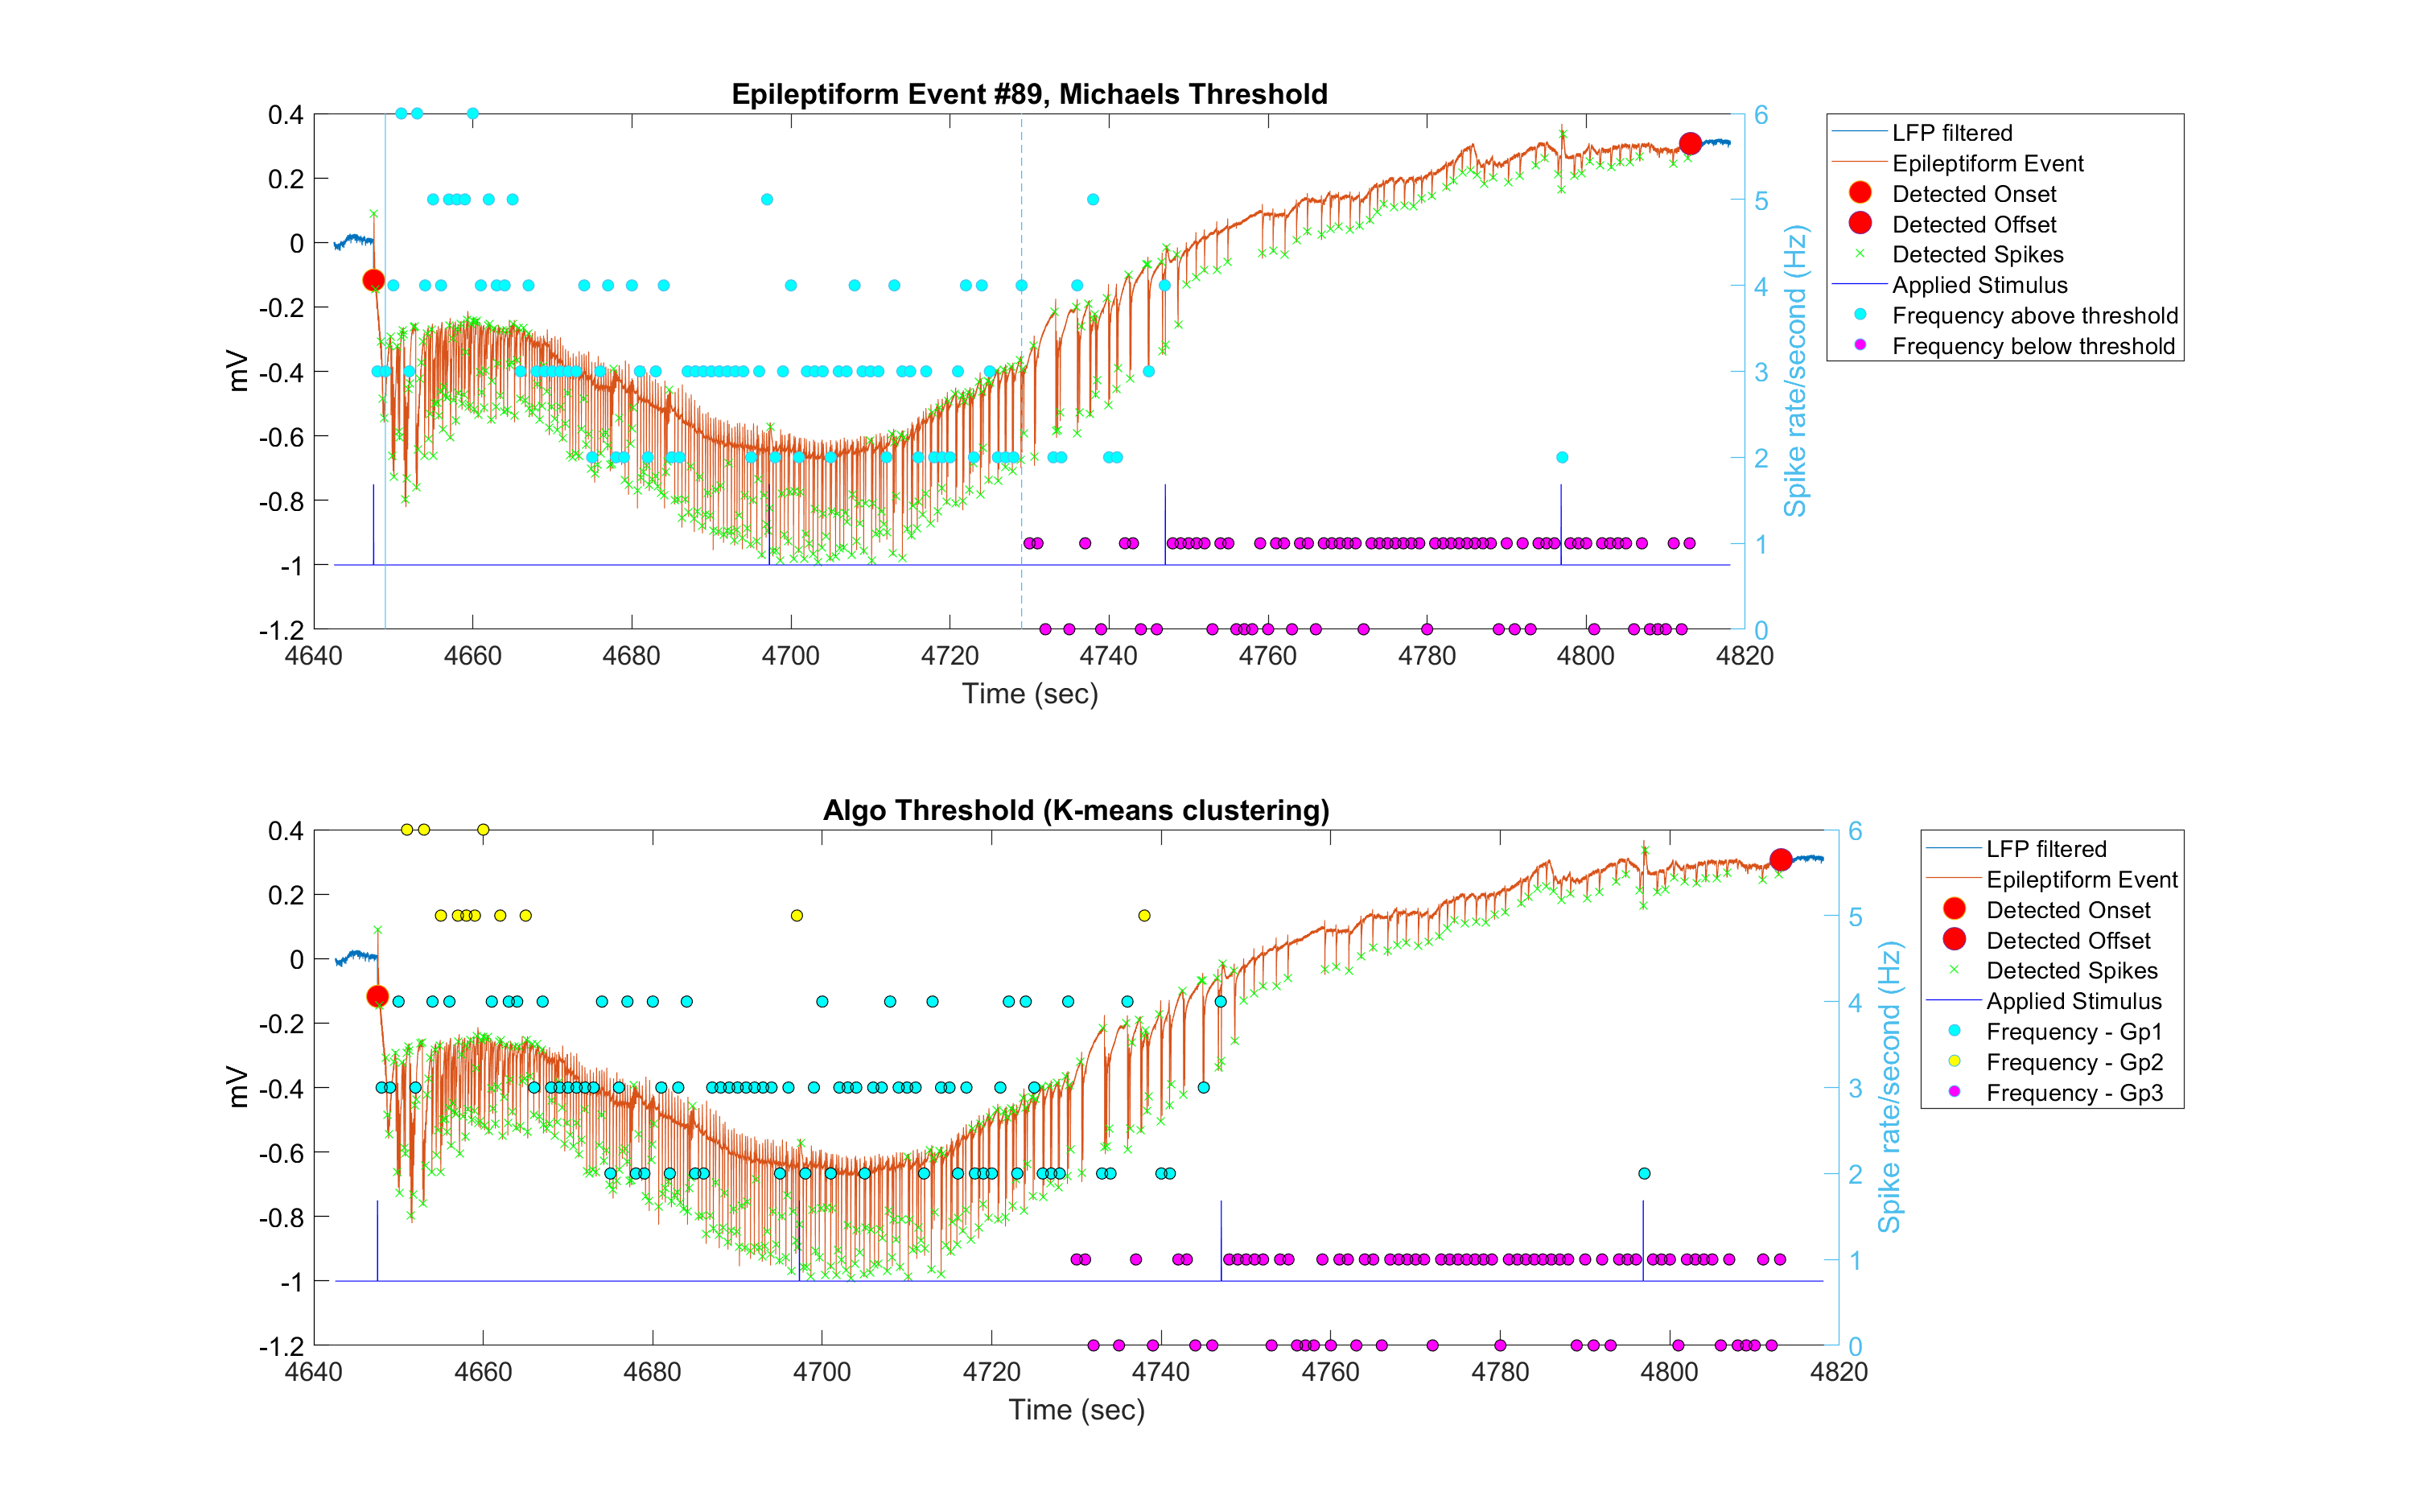 Epileptiform Event #89, Michaels Threshold
0.4
0.2
0
-0.2
-0.4
-0.6
-0.8
-1
-1.2
mV
4640 4660 4680 4700 4720 4740 4760 4780 4800 4820
Time (sec)
6
5
4
3
2
1
0
Spike rate/second (Hz)
LFP filtered
Epileptiform Event
Detected Onset
Detected Offset
Detected Spikes
Applied Stimulus
Frequency above threshold
Frequency below threshold
Algo Threshold (K-means clustering)
0.4
0.2
0
-0.2
-0.4
-0.6
-0.8
-1
-1.2
mV
4640 4660 4680 4700 4720 4740 4760 4780 4800 4820
Time (sec)
6
5
4
3
2
1
0
Spike rate/second (Hz)
LFP filtered
Epileptiform Event
Detected Onset
Detected Offset
Detected Spikes
Applied Stimulus
Frequency - Gp1
Frequency - Gp2
Frequency - Gp3